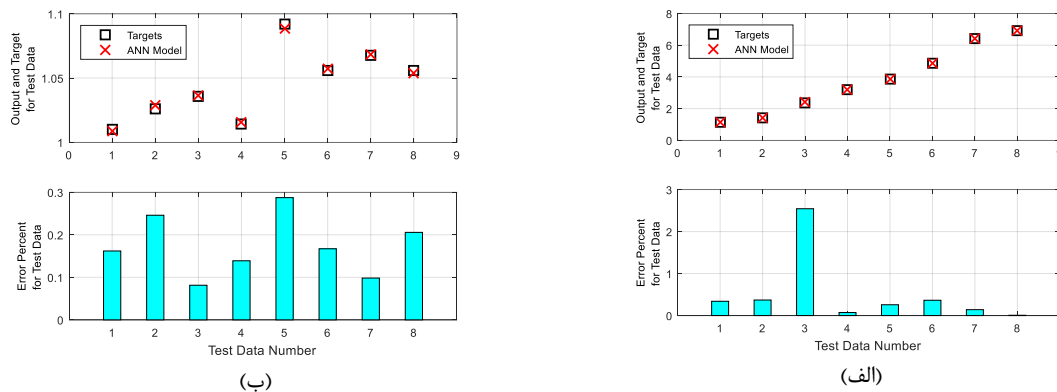 1.1
1.05
1
Output and Target
for Test Data
Targets
ANN Model
0 1 2 3 4 5 6 7 8 9
0.3
0.2
0.1
0
Error Percent
for Test Data
1 2 3 4 5 6 7 8
Test Data Number
(ب)
8
6
4
2
0
Output and Target
for Test Data
Targets
ANN Model
0 1 2 3 4 5 6 7 8
3
2
1
0
Error Percent
for Test Data
1 2 3 4 5 6 7 8
Test Data Number
(الف)